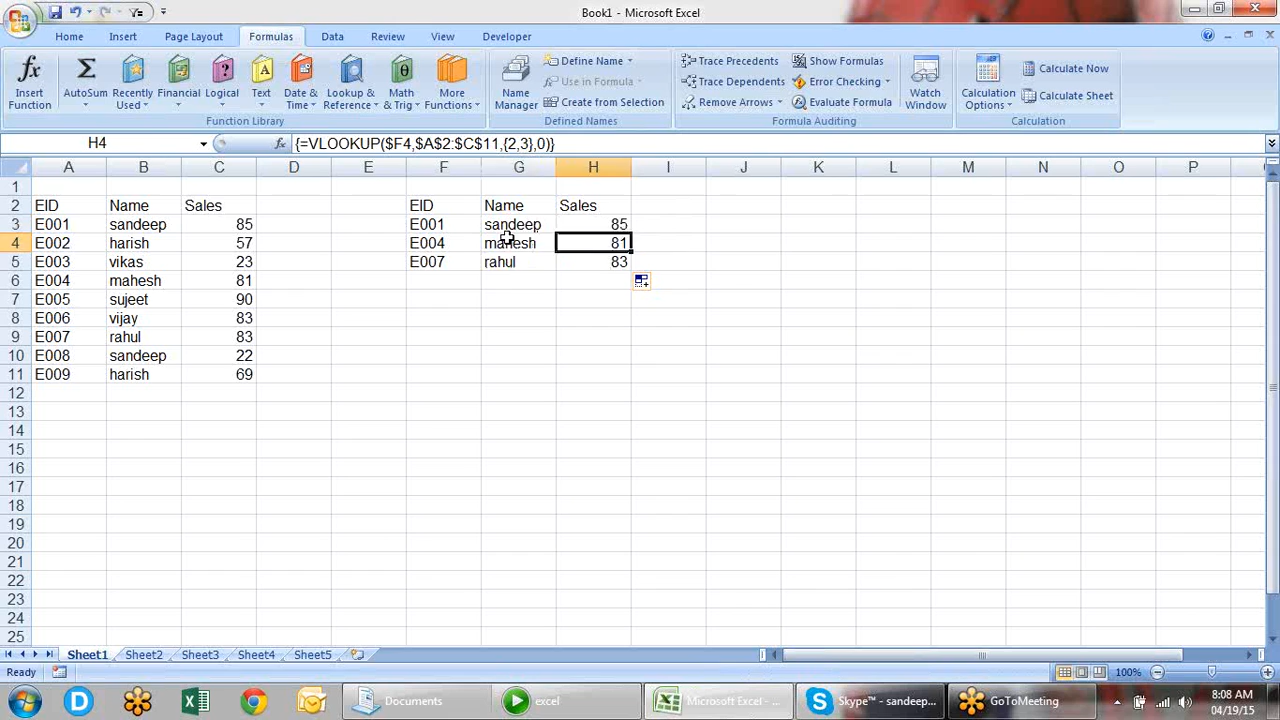 Book1 - Microsoft Excel
Home Insert Page Layout Formulas Data Review View Developer
Insert Function
AutoSum
Recently Used
Financial
Logical
Text
Date & Time
Lookup & Reference
Math & Trig
More Functions
Function Library
Name Manager
Define Name
Use in Formula
Create from Selection
Defined Names
Trace Precedents
Trace Dependents
Remove Arrows
Show Formulas
Error Checking
Evaluate Formula
Formula Auditing
Watch Window
Calculation Options
Calculate Now
Calculate Sheet
Calculation
H4 fx {=VLOOKUP($F4,$A$2:$C$11,{2,3},0)}
A B C D E F G H I J K L M N O P
1
2 EID Name Sales EID Name Sales
3 E001 sandeep 85 E001 sandeep 85
4 E002 harish 57 E004 mahesh 81
5 E003 vikas 23 E007 rahul 83
6 E004 mahesh 81
7 E005 sujeet 90
8 E006 vijay 83
9 E007 rahul 83
10 E008 sandeep 22
11 E009 harish 69
12
13
14
15
16
17
18
19
20
21
22
23
24
25
Sheet1 Sheet2 Sheet3 Sheet4 Sheet5
Ready 100%
Documents excel Microsoft Excel - ... Skype™ - sandeep... GoToMeeting
8:08 AM
04/19/15